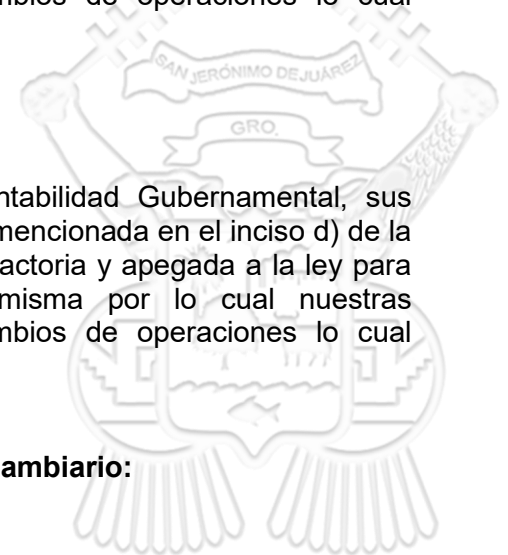 mbios de operaciones lo cual
SAN JERÓNIMO DE JUÁREZ
GRO.
ntabilidad Gubernamental, sus
mencionada en el inciso d) de la
actoria y apegada a la ley para
misma por lo cual nuestras
mbios de operaciones lo cual
ambiario: